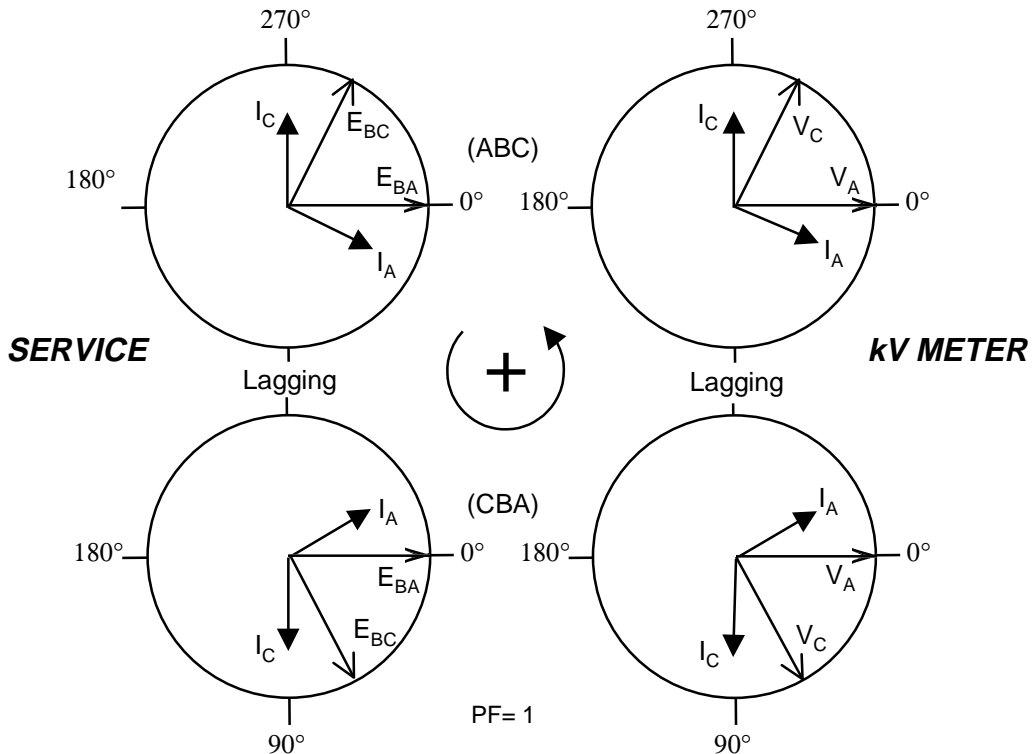 270°
270°
I_C
E_BC
I_C
V_C
(ABC)
180°
E_BA
0°
180°
V_A
0°
I_A
I_A
SERVICE
+
kV METER
Lagging
Lagging
I_A
(CBA)
I_A
180°
0°
180°
0°
E_BA
V_A
I_C
E_BC
I_C
V_C
PF= 1
90°
90°